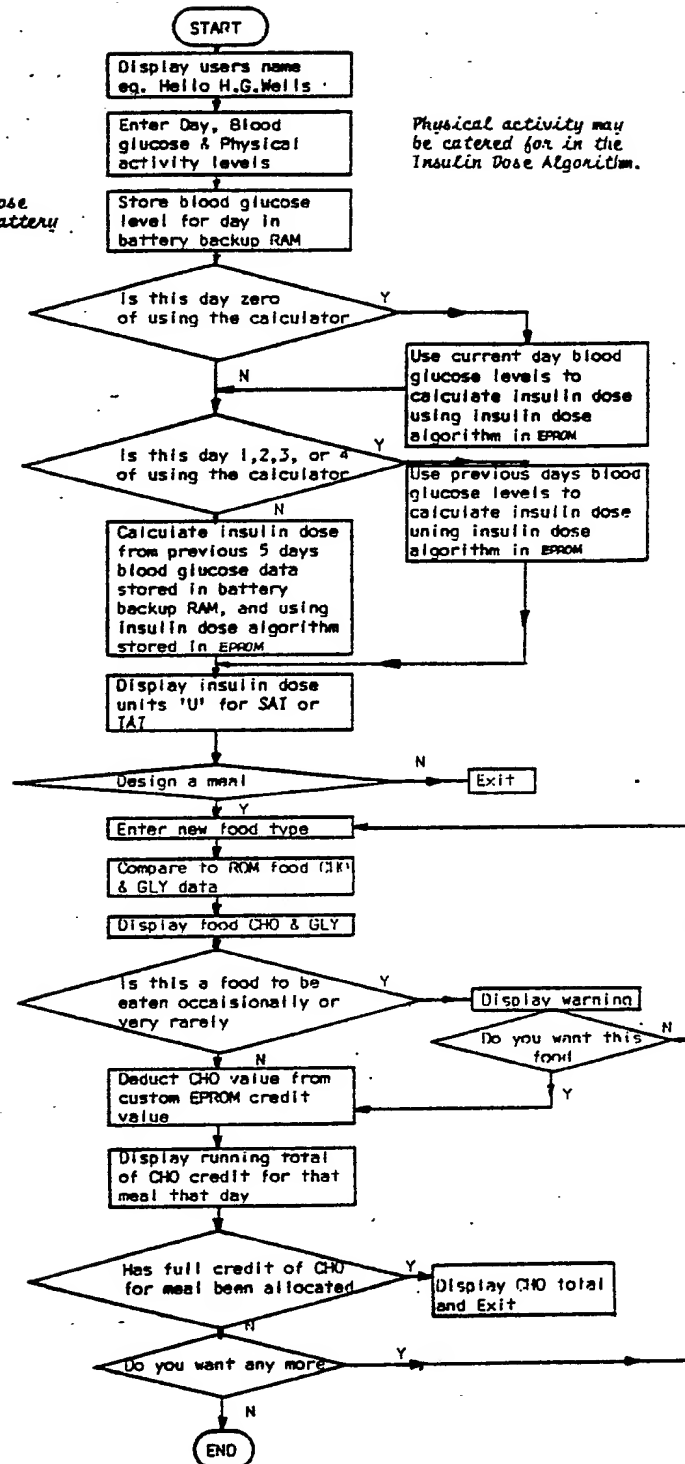 START
Display users name
eg. Hello H.G.Wells
Enter Day, Blood
glucose & Physical
activity levels
Physical activity may
be catered for in the
Insulin Dose Algorithm.
Store blood glucose
level for day in
battery backup RAM
Is this day zero
of using the calculator
Y
N
Use current day blood
glucose levels to
calculate insulin dose
using insulin dose
algorithm in EPROM
Is this day 1,2,3, or 4
of using the calculator
Y
N
Use previous days blood
glucose levels to
calculate insulin dose
uning insulin dose
algorithm in EPROM
Calculate insulin dose
from previous 5 days
blood glucose data
stored in battery
backup RAM, and using
insulin dose algorithm
stored in EPROM
Display insulin dose
units 'U' for SAI or
IAI
Design a meal
N
Exit
Y
Enter new food type
Compare to ROM food
& GLY data
Display food CHO & GLY
Is this a food to be
eaten occaisionally or
very rarely
Y
Display warning
Do you want this
food
N
Y
N
Deduct CHO value from
custom EPROM credit
value
Display running total
of CHO credit for that
meal that day
Has full credit of CHO
for meal been allocated
Y
Display CHO total
and Exit
N
Do you want any more
Y
N
END